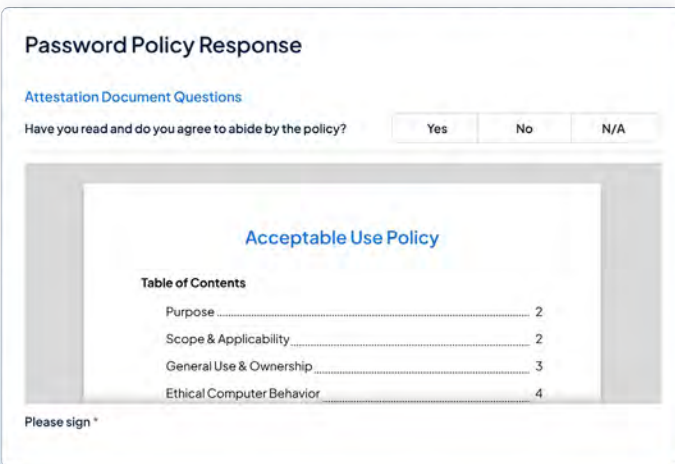 Password Policy Response
Attestation Document Questions
Have you read and do you agree to abide by the policy? Yes No N/A
Acceptable Use Policy
Table of Contents
Purpose 2
Scope & Applicability 2
General Use & Ownership 3
Ethical Computer Behavior 4
Please sign *